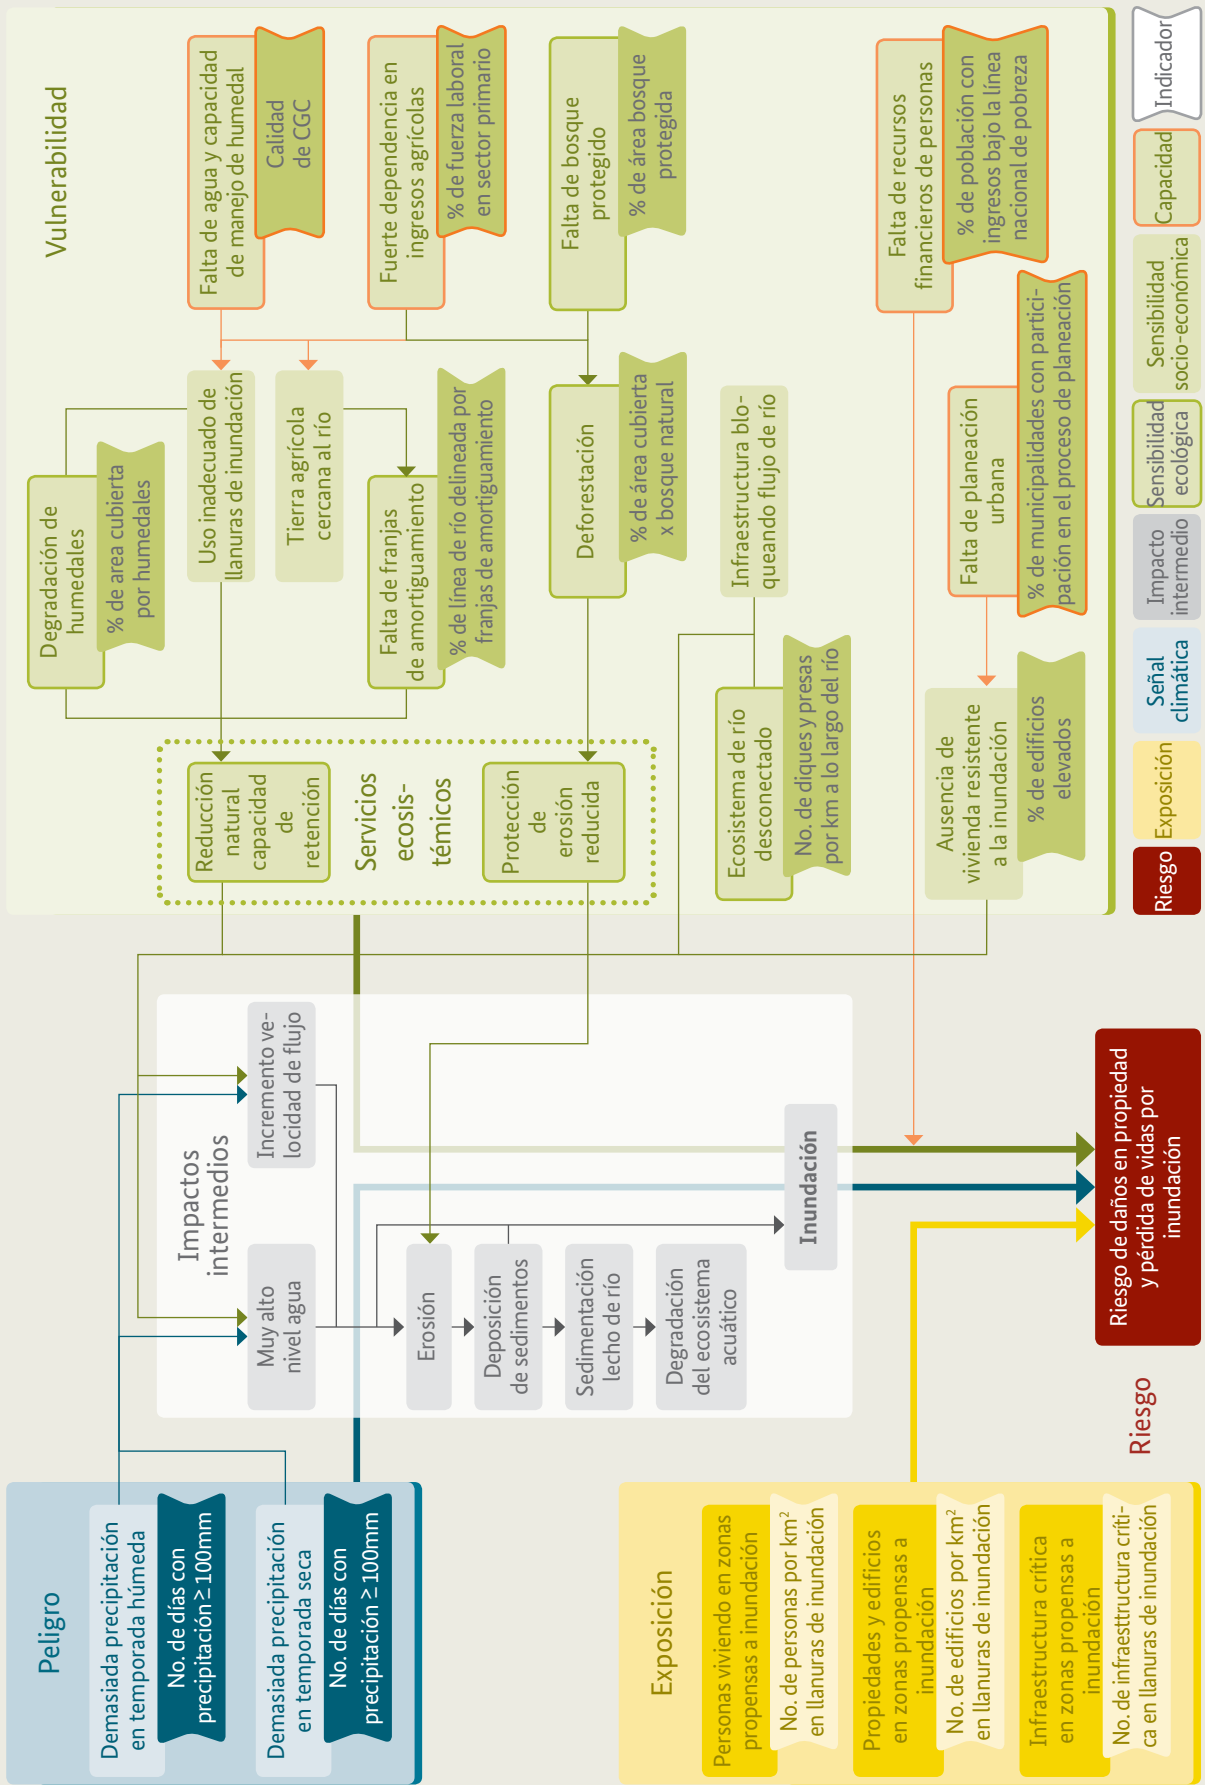 Peligro
Demasiada precipitación
en temporada húmeda
No. de días con
precipitación ≥ 100mm
Demasiada precipitación
en temporada seca
No. de días con
precipitación ≥ 100mm
Exposición
Personas viviendo en zonas
propensas a inundación
No. de personas por km²
en llanuras de inundación
Propiedades y edificios
en zonas propensas a
inundación
No. de edificios por km²
en llanuras de inundación
Infraestructura crítica
en zonas propensas a
inundación
No. de infraesttructura críti-
ca en llanuras de inundación
Impactos
intermedios
Muy alto
nivel agua
Incremento ve-
locidad de flujo
Erosión
Deposición
de sedimentos
Sedimentación
lecho de río
Degradación
del ecosistema
acuático
Inundación
Riesgo
Riesgo de daños en propiedad
y pérdida de vidas por
inundación
Vulnerabilidad
Degradación de
humedales
% de area cubierta
por humedales
Uso inadecuado de
llanuras de inundación
Tierra agrícola
cercana al río
Falta de franjas
de amortiguamiento
% de línea de río delineada por
franjas de amortiguamiento
Falta de agua y capacidad
de manejo de humedal
Calidad
de CGC
Fuerte dependencia en
ingresos agrícolas
% de fuerza laboral
en sector primario
Falta de bosque
protegido
% de área bosque
protegida
Reducción
natural
capacidad
de
retención
Servicios
ecosis-
témicos
Protección
de
erosión
reducida
Deforestación
% de área cubierta
x bosque natural
Ecosistema de río
desconectado
No. de diques y presas
por km a lo largo del río
Infraestructura blo-
queando flujo de río
Ausencia de
vivienda resistente
a la inundación
% de edificios
elevados
Falta de planeación
urbana
% de municipalidades con partici-
pación en el proceso de planeación
Falta de recursos
financieros de personas
% de población con
ingresos bajo la línea
nacional de pobreza
Riesgo
Exposición
Señal
climática
Impacto
intermedio
Sensibilidad
ecológica
Sensibilidad
socio-económica
Capacidad
Indicador